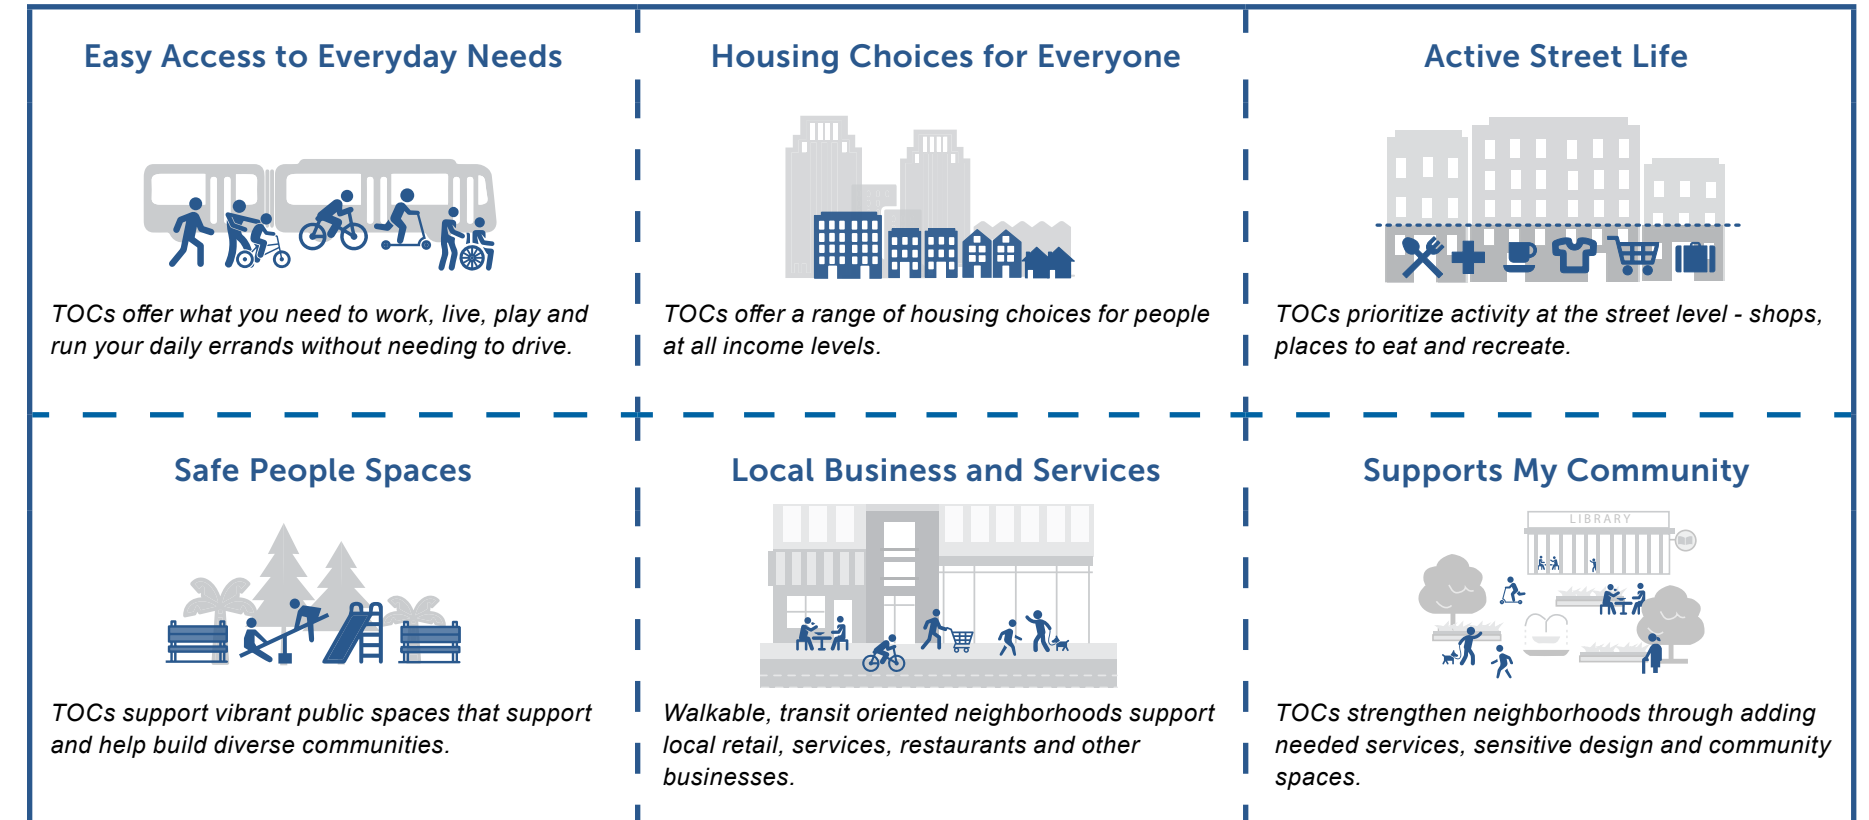 Easy Access to Everyday Needs
TOCs offer what you need to work, live, play and
run your daily errands without needing to drive.
Housing Choices for Everyone
TOCs offer a range of housing choices for people
at all income levels.
Active Street Life
TOCs prioritize activity at the street level - shops,
places to eat and recreate.
Safe People Spaces
TOCs support vibrant public spaces that support
and help build diverse communities.
Local Business and Services
Walkable, transit oriented neighborhoods support
local retail, services, restaurants and other
businesses.
Supports My Community
LIBRARY
TOCs strengthen neighborhoods through adding
needed services, sensitive design and community
spaces.